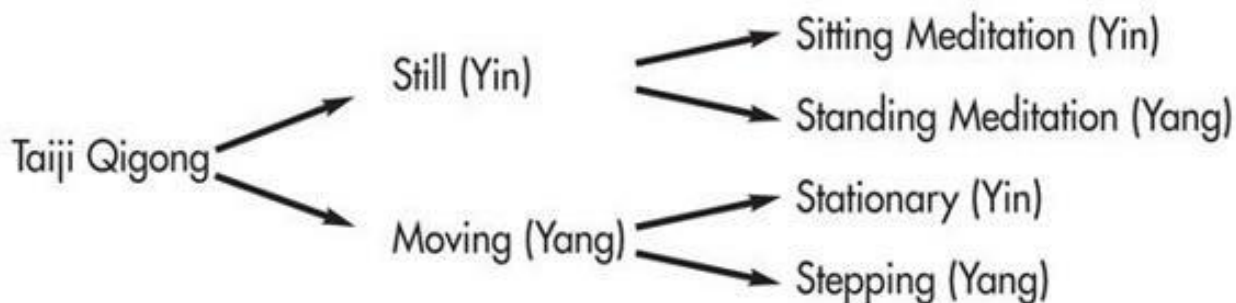 Taiji Qigong
Still (Yin)
Moving (Yang)
Sitting Meditation (Yin)
Standing Meditation (Yang)
Stationary (Yin)
Stepping (Yang)